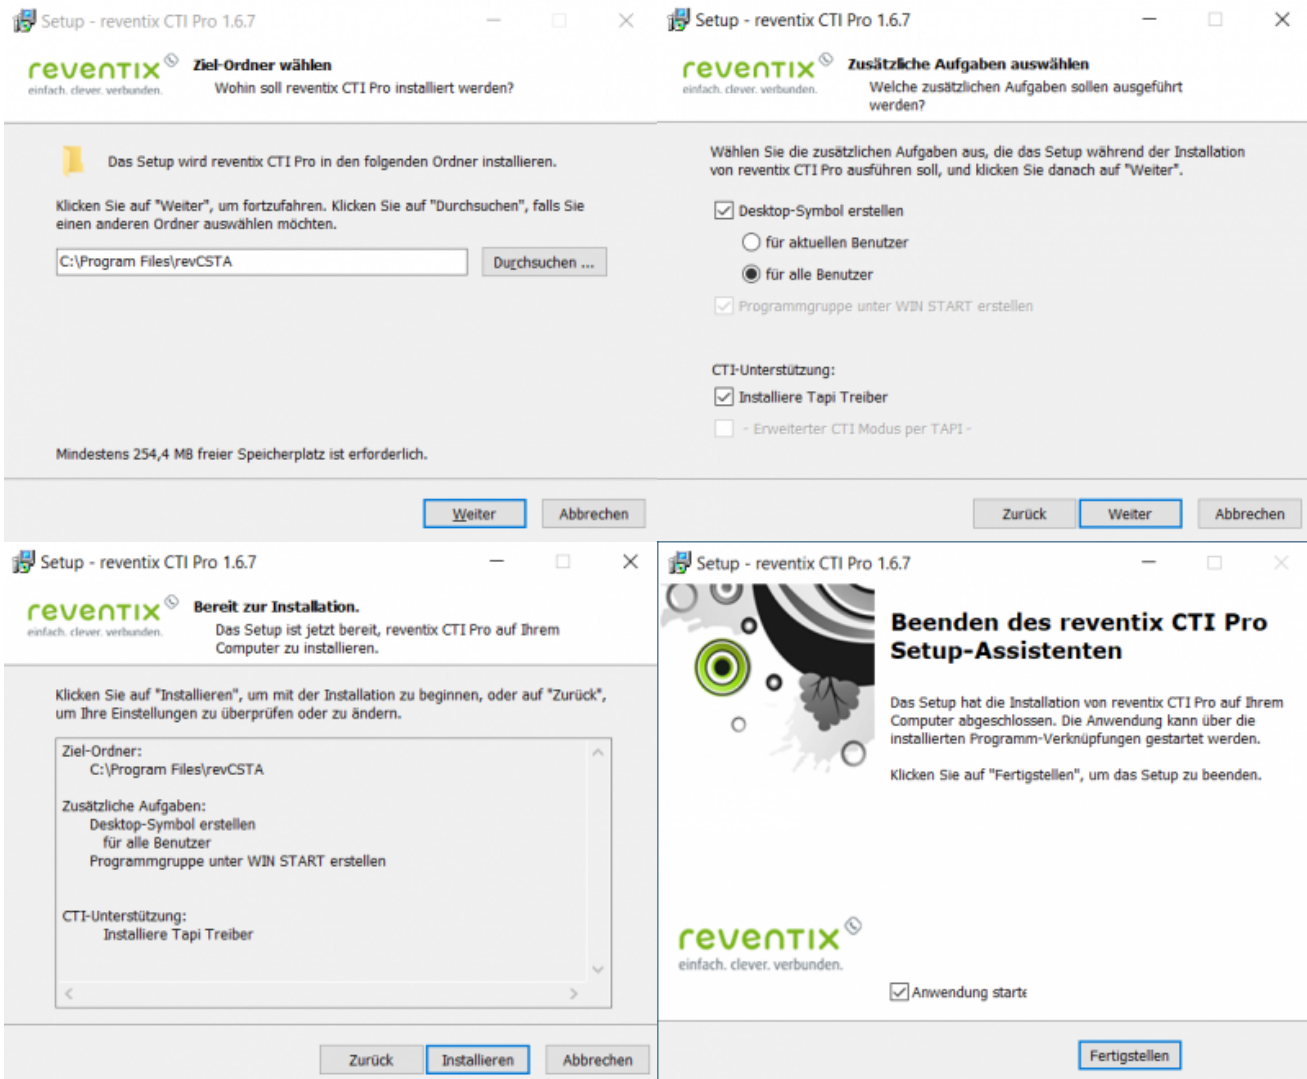 Setup - reventix CTI Pro 1.6.7
reventix
einfach. clever. verbunden.
Ziel-Ordner wählen
Wohin soll reventix CTI Pro installiert werden?
Das Setup wird reventix CTI Pro in den folgenden Ordner installieren.
Klicken Sie auf "Weiter", um fortzufahren. Klicken Sie auf "Durchsuchen", falls Sie
einen anderen Ordner auswählen möchten.
C:\Program Files\revCSTA
Durchsuchen ...
Mindestens 254,4 MB freier Speicherplatz ist erforderlich.
Weiter
Abbrechen
Setup - reventix CTI Pro 1.6.7
reventix
einfach. clever. verbunden.
Zusätzliche Aufgaben auswählen
Welche zusätzlichen Aufgaben sollen ausgeführt
werden?
Wählen Sie die zusätzlichen Aufgaben aus, die das Setup während der Installation
von reventix CTI Pro ausführen soll, und klicken Sie danach auf "Weiter".
Desktop-Symbol erstellen
für aktuellen Benutzer
für alle Benutzer
Programmgruppe unter WIN START erstellen
CTI-Unterstützung:
Installiere Tapi Treiber
- Erweiterter CTI Modus per TAPI -
Zurück
Weiter
Abbrechen
Setup - reventix CTI Pro 1.6.7
reventix
einfach. clever. verbunden.
Bereit zur Installation.
Das Setup ist jetzt bereit, reventix CTI Pro auf Ihrem
Computer zu installieren.
Klicken Sie auf "Installieren", um mit der Installation zu beginnen, oder auf "Zurück",
um Ihre Einstellungen zu überprüfen oder zu ändern.
Ziel-Ordner:
C:\Program Files\revCSTA
Zusätzliche Aufgaben:
Desktop-Symbol erstellen
für alle Benutzer
Programmgruppe unter WIN START erstellen
CTI-Unterstützung:
Installiere Tapi Treiber
Zurück
Installieren
Abbrechen
Setup - reventix CTI Pro 1.6.7
Beenden des reventix CTI Pro
Setup-Assistenten
Das Setup hat die Installation von reventix CTI Pro auf Ihrem
Computer abgeschlossen. Die Anwendung kann über die
installierten Programm-Verknüpfungen gestartet werden.
Klicken Sie auf "Fertigstellen", um das Setup zu beenden.
reventix
einfach. clever. verbunden.
Anwendung starte
Fertigstellen